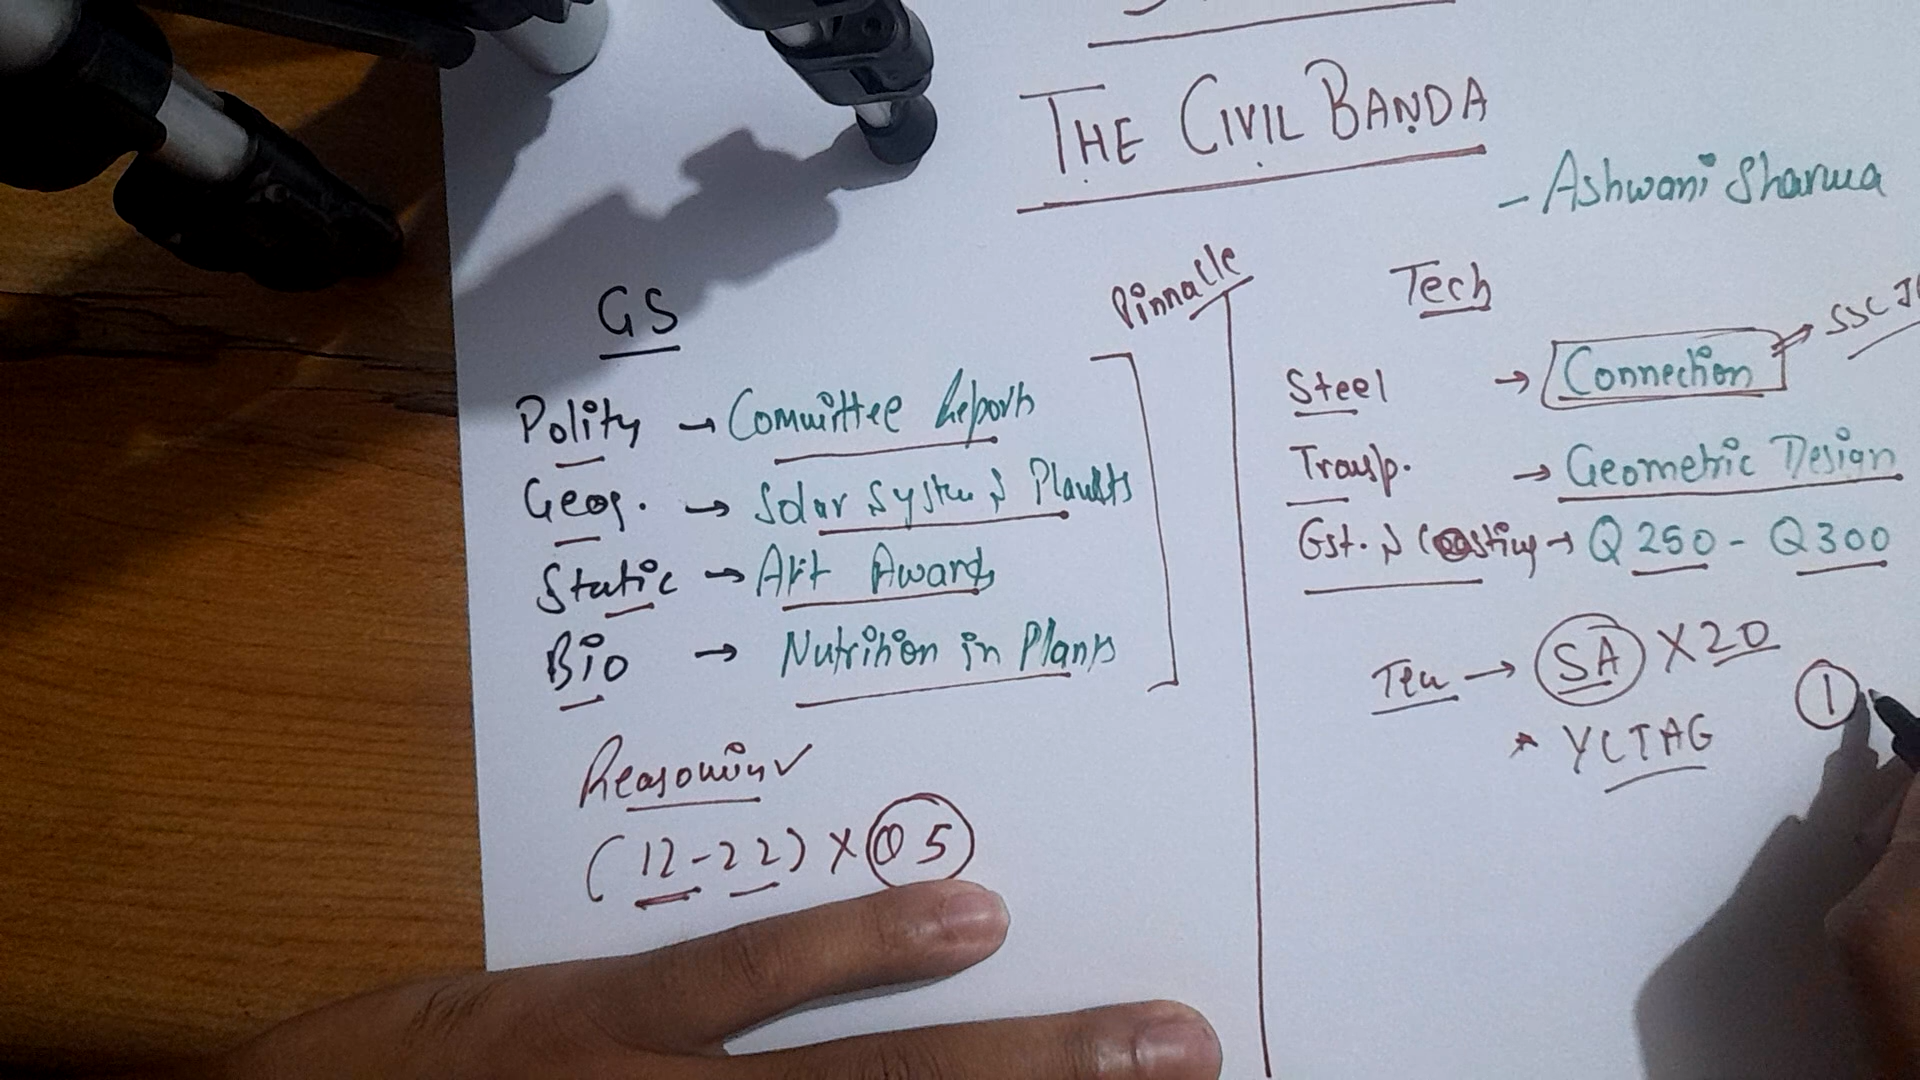 THE CIVIL BANDA
- Ashwani Sharma
GS
Polity → Committee Reports
Geog. → Solar System & Planets
Static → Art Awards
Bio → Nutrition in Plants
Pinnacle
Reasoning
(12-22) X 05
Tech
Steel → Connection → SSC JE
Transp. → Geometric Design
Est. & Costing → Q 250 - Q 300
→ SA X 20
* YCTAG
1